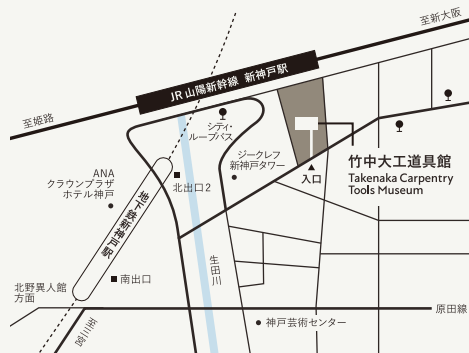 至新大阪
JR 山陽新幹線 新神戸駅
至姫路
シティ・
ループバス
ジークレフ
新神戸タワー
入口
竹中大工道具館
Takenaka Carpentry
Tools Museum
ANA
クラウンプラザ
ホテル神戸
北出口2
地下鉄新神戸駅
生田川
南出口
北野異人館
方面
至三宮
原田線
神戸芸術センター